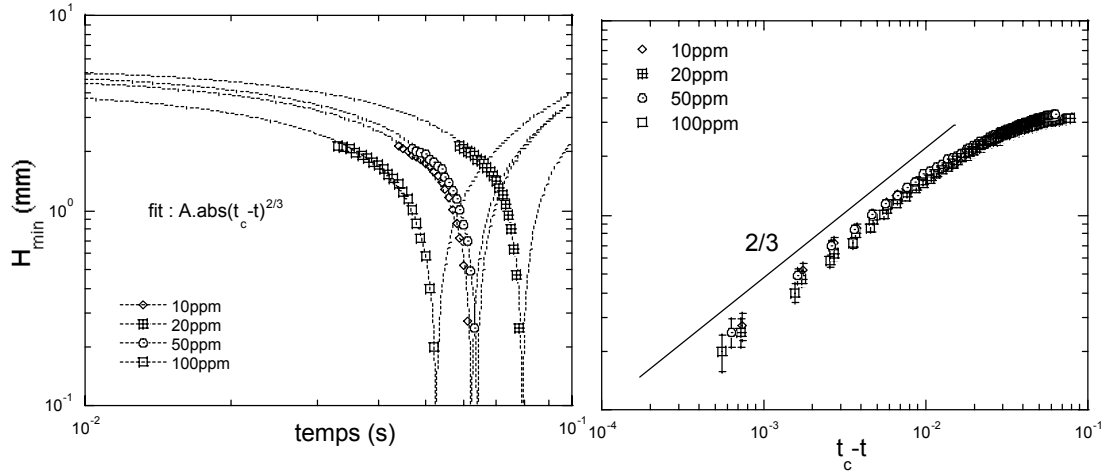 10^1
10^0
10^-1
H_min (mm)
fit : A.abs(t_c-t)^2/3
10ppm
20ppm
50ppm
100ppm
10^-2
10^-1
temps (s)
10ppm
20ppm
50ppm
100ppm
2/3
10^-4
10^-3
10^-2
10^-1
t_c-t